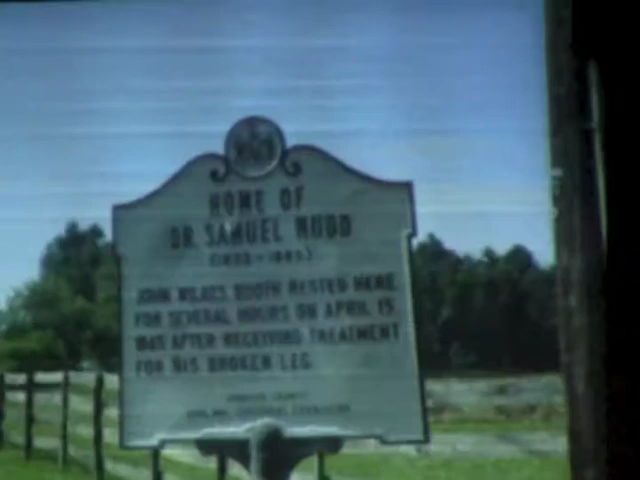 HOME OF
DR. SAMUEL MUDD
(1833-1883)
JOHN WILKES BOOTH RESTED HERE
FOR SEVERAL HOURS ON APRIL 15,
1865 AFTER RECEIVING TREATMENT
FOR HIS BROKEN LEG.